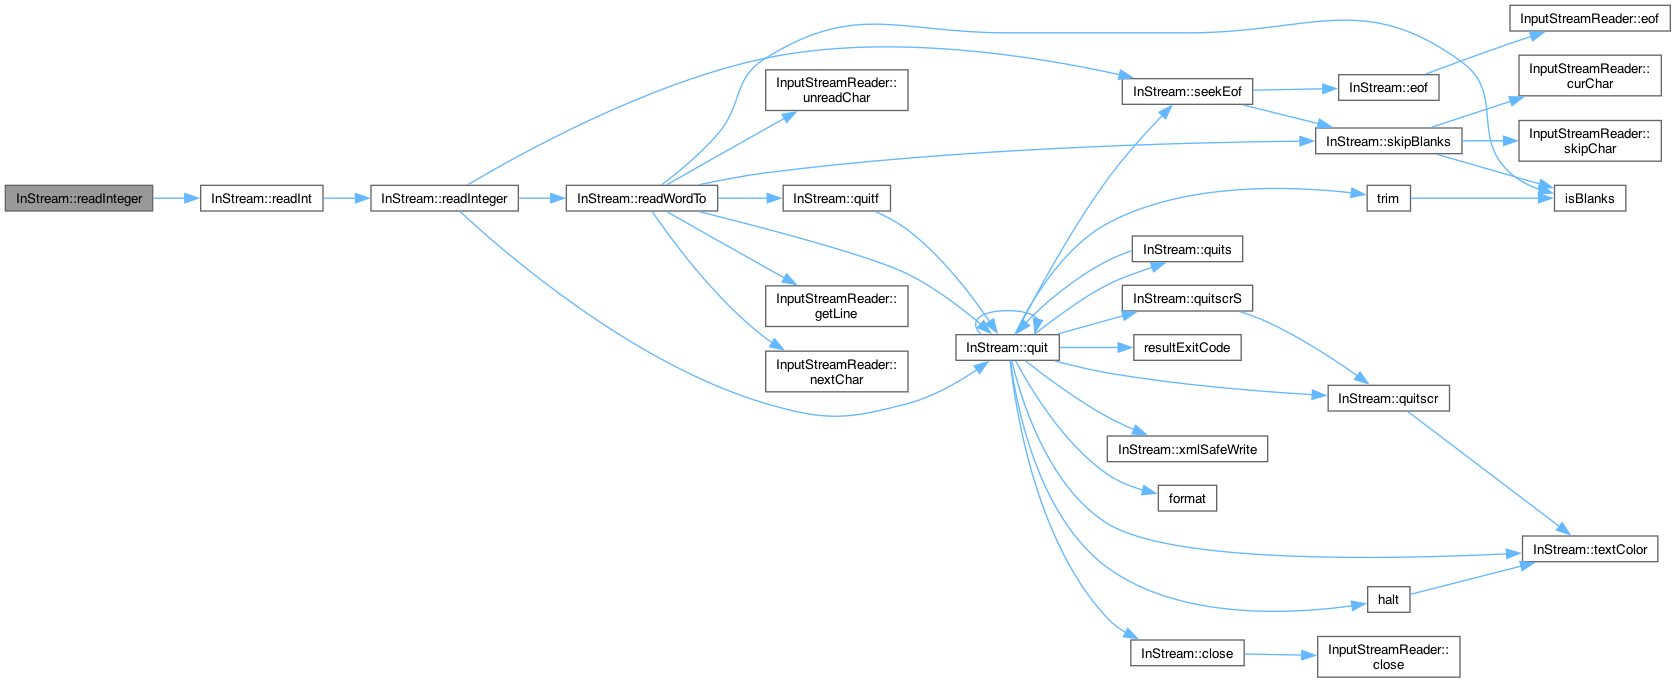 InStream::readInteger
InStream::readInt
InStream::readInteger
InStream::readWordTo
InputStreamReader::
unreadChar
InStream::quitf
InputStreamReader::
getLine
InputStreamReader::
nextChar
InStream::quit
InStream::seekEof
InStream::quits
InStream::quitscrS
resultExitCode
InStream::xmlSafeWrite
format
InStream::close
InStream::eof
InStream::skipBlanks
trim
InStream::quitscr
halt
InputStreamReader::
close
InputStreamReader::eof
InputStreamReader::
curChar
InputStreamReader::
skipChar
isBlanks
InStream::textColor